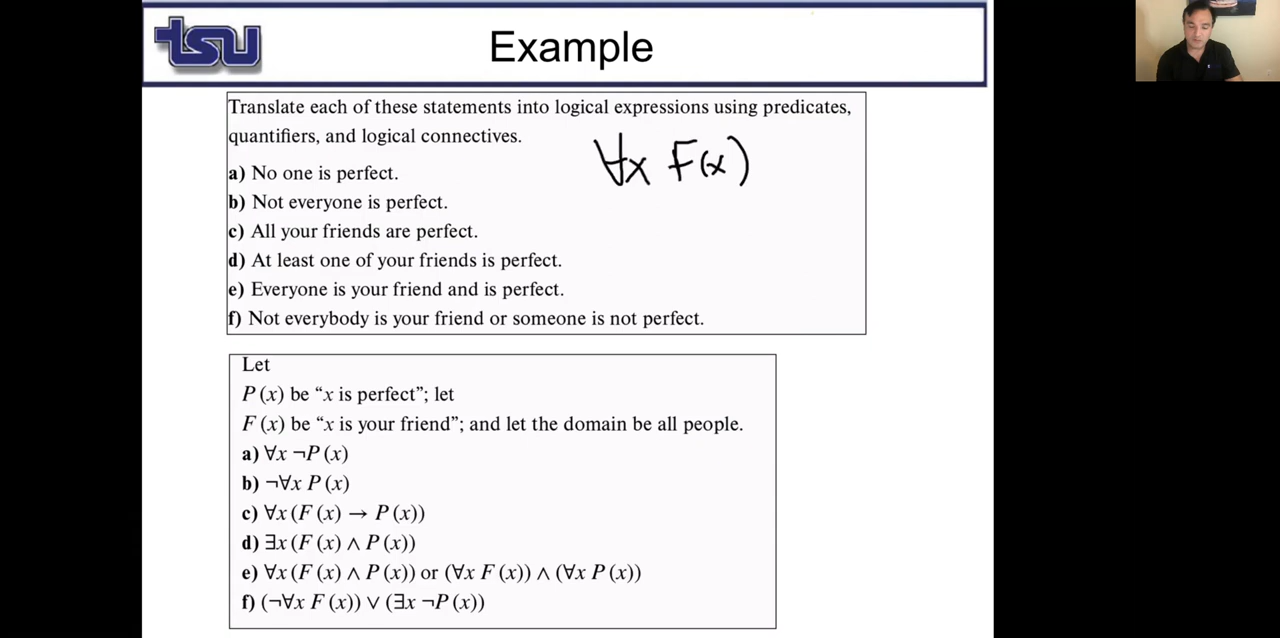 tsu
Example
Translate each of these statements into logical expressions using predicates,
quantifiers, and logical connectives.
∀x F(x)
a) No one is perfect.
b) Not everyone is perfect.
c) All your friends are perfect.
d) At least one of your friends is perfect.
e) Everyone is your friend and is perfect.
f) Not everybody is your friend or someone is not perfect.
Let
P(x) be “x is perfect”; let
F(x) be “x is your friend”; and let the domain be all people.
a) ∀x ¬P(x)
b) ¬∀x P(x)
c) ∀x(F(x) → P(x))
d) ∃x(F(x) ∧ P(x))
e) ∀x(F(x) ∧ P(x)) or (∀x F(x)) ∧ (∀x P(x))
f) (¬∀x F(x)) ∨ (∃x ¬P(x))